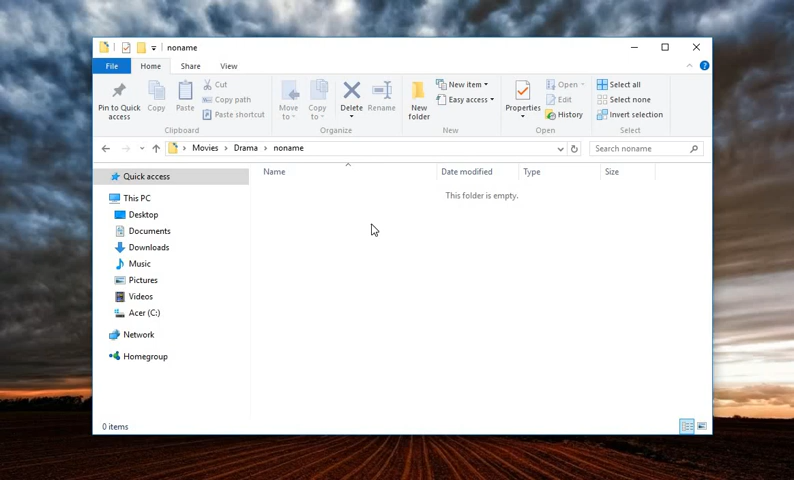 noname
File Home Share View
Pin to Quick access
Copy
Paste
Cut
Copy path
Paste shortcut
Clipboard
Move to
Copy to
Delete
Rename
Organize
New folder
New item
Easy access
New
Properties
Open
Edit
History
Open
Select all
Select none
Invert selection
Select
Movies Drama noname
Search noname
Name Date modified Type Size
This folder is empty.
Quick access
This PC
Desktop
Documents
Downloads
Music
Pictures
Videos
Acer (C:)
Network
Homegroup
0 items